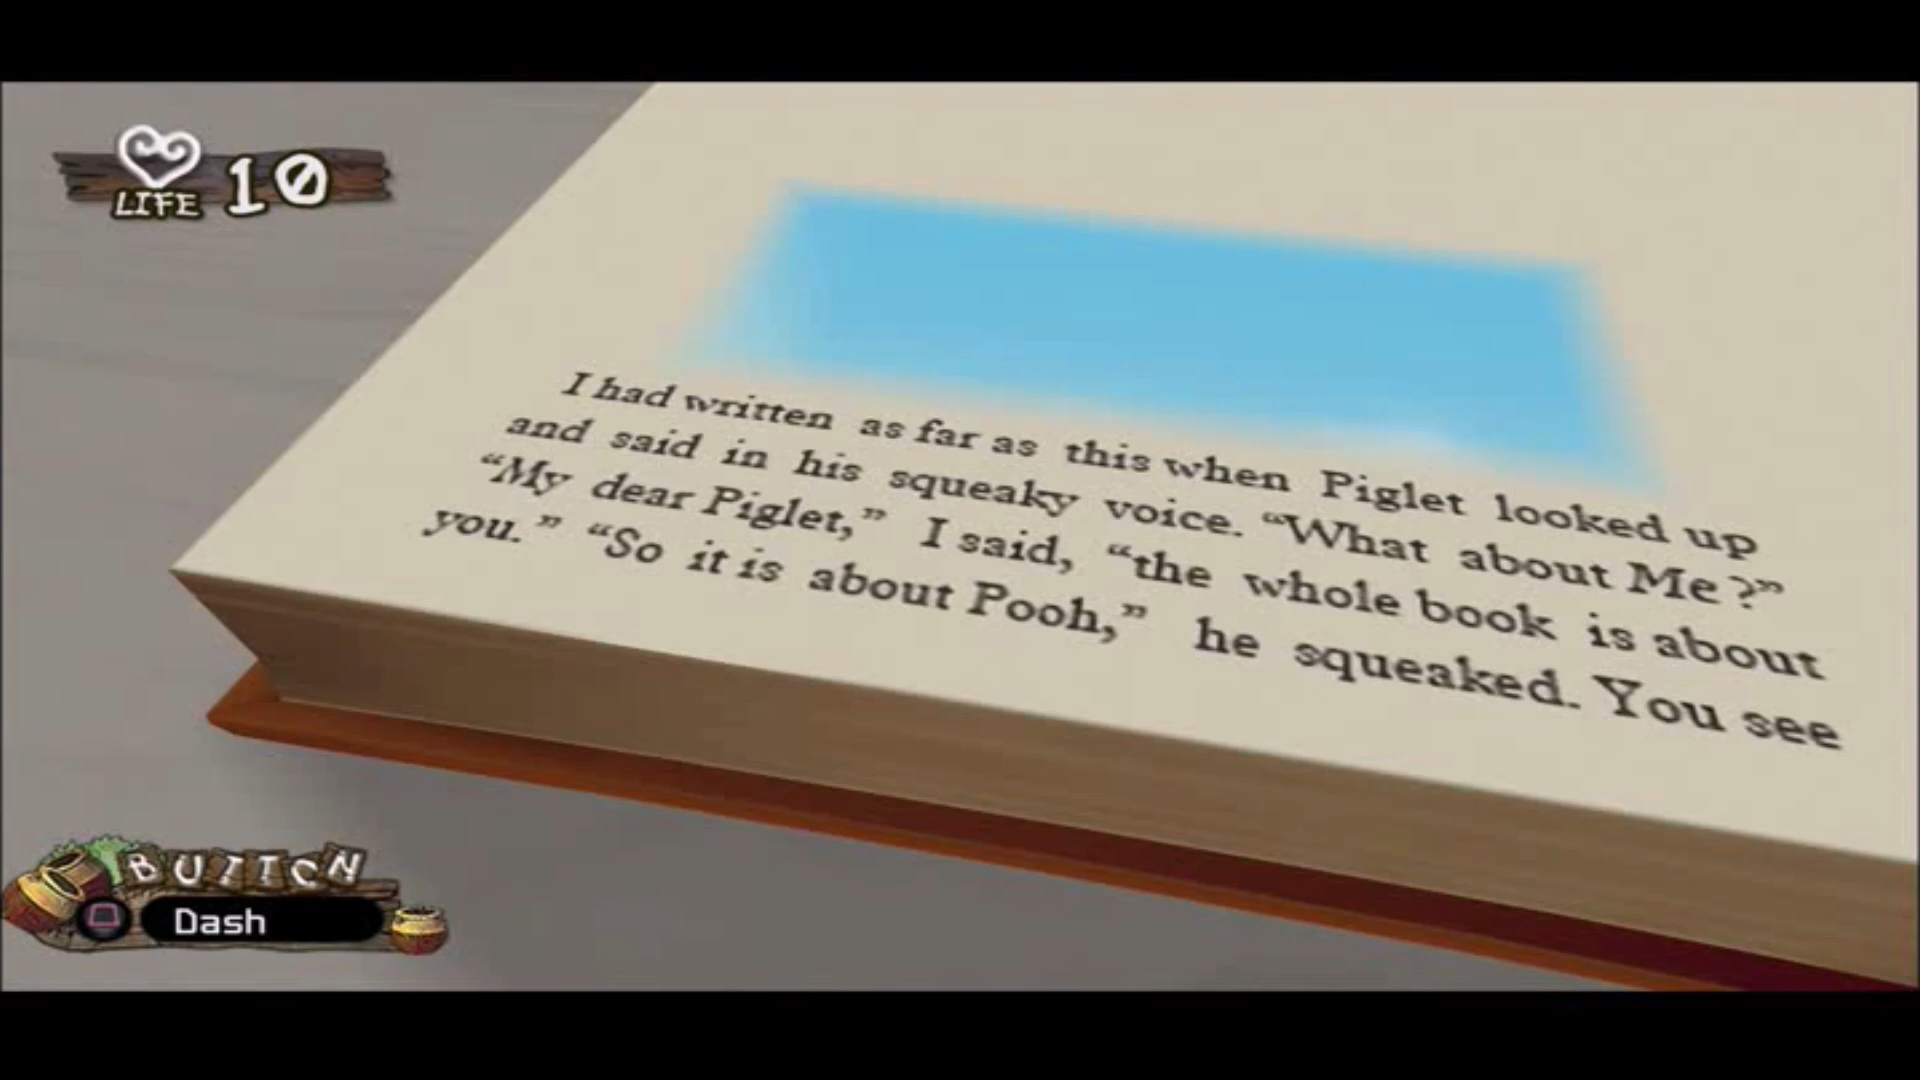 LIFE 10
I had written as far as this when Piglet looked up
and said in his squeaky voice. “What about Me?”
“My dear Piglet,” I said, “the whole book is about
you.” “So it is about Pooh,” he squeaked. You see
BUTTON
Dash